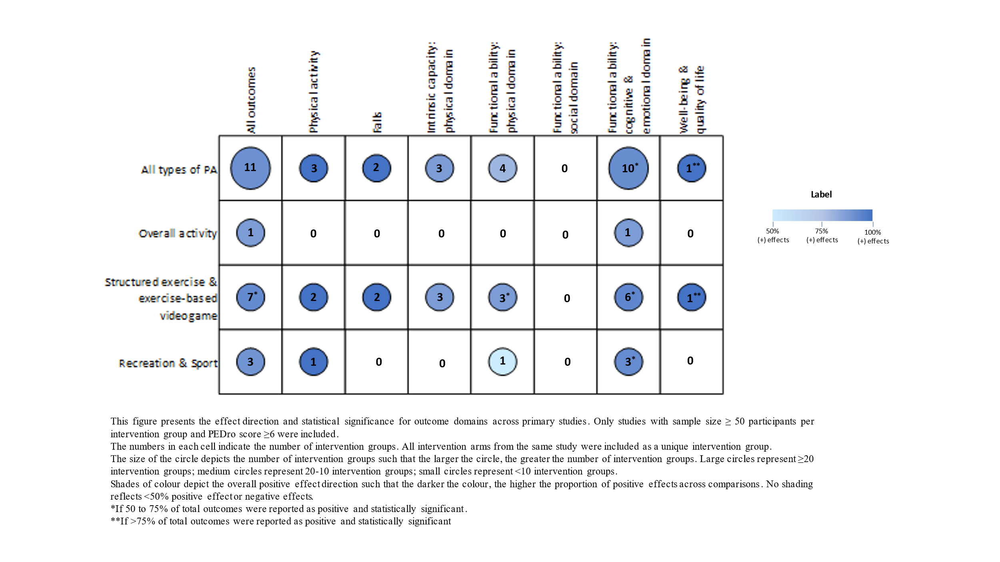 All outcomes
Physical activity
Falls
Intrinsic capacity:
physical domain
Functional ability:
physical domain
Functional ability:
social domain
Functional ability:
cognitive &
emotional domain
Well-being &
quality of life
All types of PA
11
3
2
3
4
0
10*
1**
Overall activity
1
0
0
0
0
0
1
0
Structured exercise &
exercise-based
videogame
7*
2
2
3
3*
0
6*
1**
Recreation & Sport
3
1
0
0
1
0
3*
0
Label
50%
(+) effects
75%
(+) effects
100%
(+) effects
This figure presents the effect direction and statistical significance for outcome domains across primary studies. Only studies with sample size ≥ 50 participants per
intervention group and PEDro score ≥6 were included.
The numbers in each cell indicate the number of intervention groups. All intervention arms from the same study were included as a unique intervention group.
The size of the circle depicts the number of intervention groups such that the larger the circle, the greater the number of intervention groups. Large circles represent ≥20
intervention groups; medium circles represent 20-10 intervention groups; small circles represent <10 intervention groups.
Shades of colour depict the overall positive effect direction such that the darker the colour, the higher the proportion of positive effects across comparisons. No shading
reflects <50% positive effect or negative effects.
*If 50 to 75% of total outcomes were reported as positive and statistically significant.
**If >75% of total outcomes were reported as positive and statistically significant